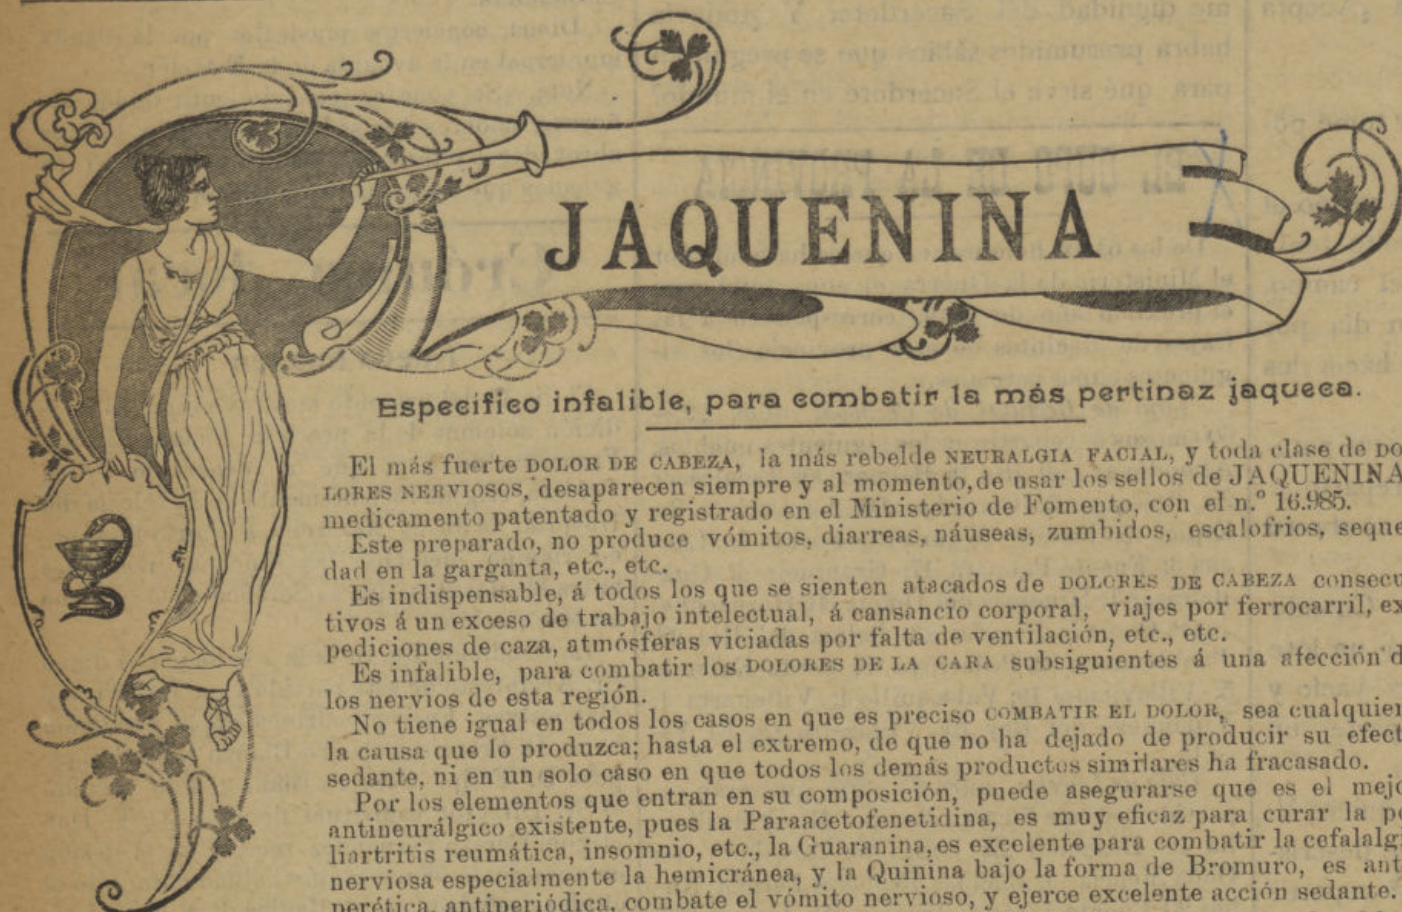 JAQUENINA
Especifico infalible, para combatir la más pertinaz jaqueca.
El más fuerte DOLOR DE CABEZA, la más rebelde NEURALGIA FACIAL, y toda clase de DO
LORES NERVIOSOS, desaparecen siempre y al momento, de usar los sellos de JAQUENINA
medicamento patentado y registrado en el Ministerio de Fomento, con el n.º 16.985.
Este preparado, no produce vómitos, diarreas, náuseas, zumbidos, escalofrios, seque
dad en la garganta, etc., etc.
Es indispensable, á todos los que se sienten atacados de DOLORES DE CABEZA consecu
tivos á un exceso de trabajo intelectual, á cansancio corporal, viajes por ferrocarril, ex
pediciones de caza, atmósferas viciadas por falta de ventilación, etc., etc.
Es infalible, para combatir los DOLORES DE LA CARA subsiguientes á una afección d
los nervios de esta región.
No tiene igual en todos los casos en que es preciso COMBATIR EL DOLOR, sea cualquier
la causa que lo produzca; hasta el extremo, de que no ha dejado de producir su efect
sedante, ni en un solo caso en que todos los demás productos similares ha fracasado.
Por los elementos que entran en su composición, puede asegurarse que es el mejo
antineurálgico existente, pues la Paraacetofenetidina, es muy eficaz para curar la po
liartritis reumática, insomnio, etc., la Guaranina, es excelente para combatir la cefalalgi
nerviosa especialmente la hemicránea, y la Quinina bajo la forma de Bromuro, es anti
perética, antiperiódica, combate el vómito nervioso, y ejerce excelente acción sedante.